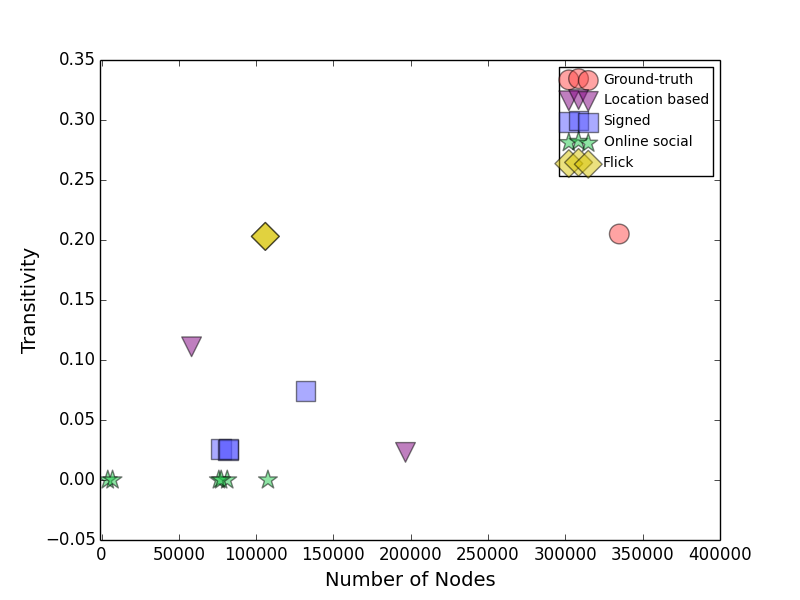 0.35
0.30
0.25
0.20
0.15
0.10
0.05
0.00
−0.05
Transitivity
0 50000 100000 150000 200000 250000 300000 350000 400000
Number of Nodes
Ground-truth
Location based
Signed
Online social
Flick